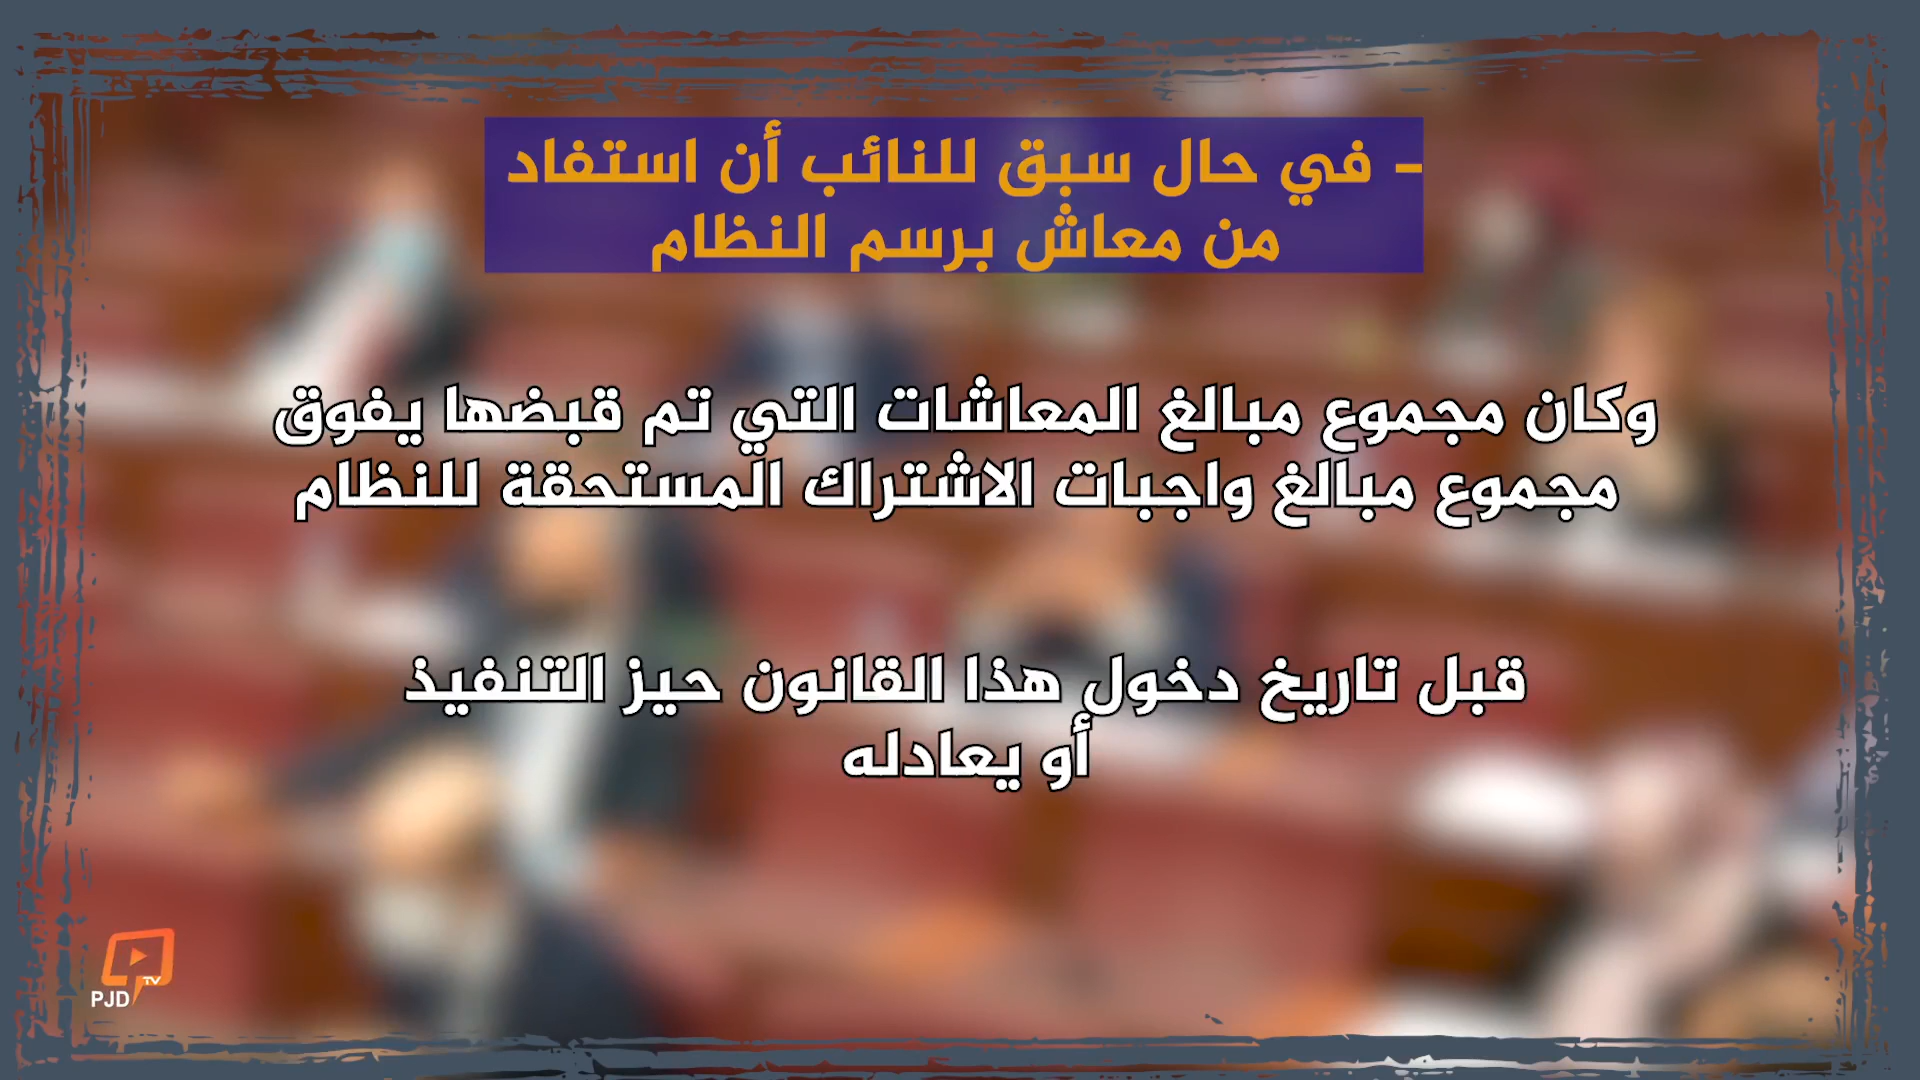 - في حال سبق للنائب أن استفاد
من معاش برسم النظام
وكان مجموع مبالغ المعاشات التي تم قبضها يفوق
مجموع مبالغ واجبات الاشتراك المستحقة للنظام
قبل تاريخ دخول هذا القانون حيز التنفيذ
أو يعادله
TV
PJD